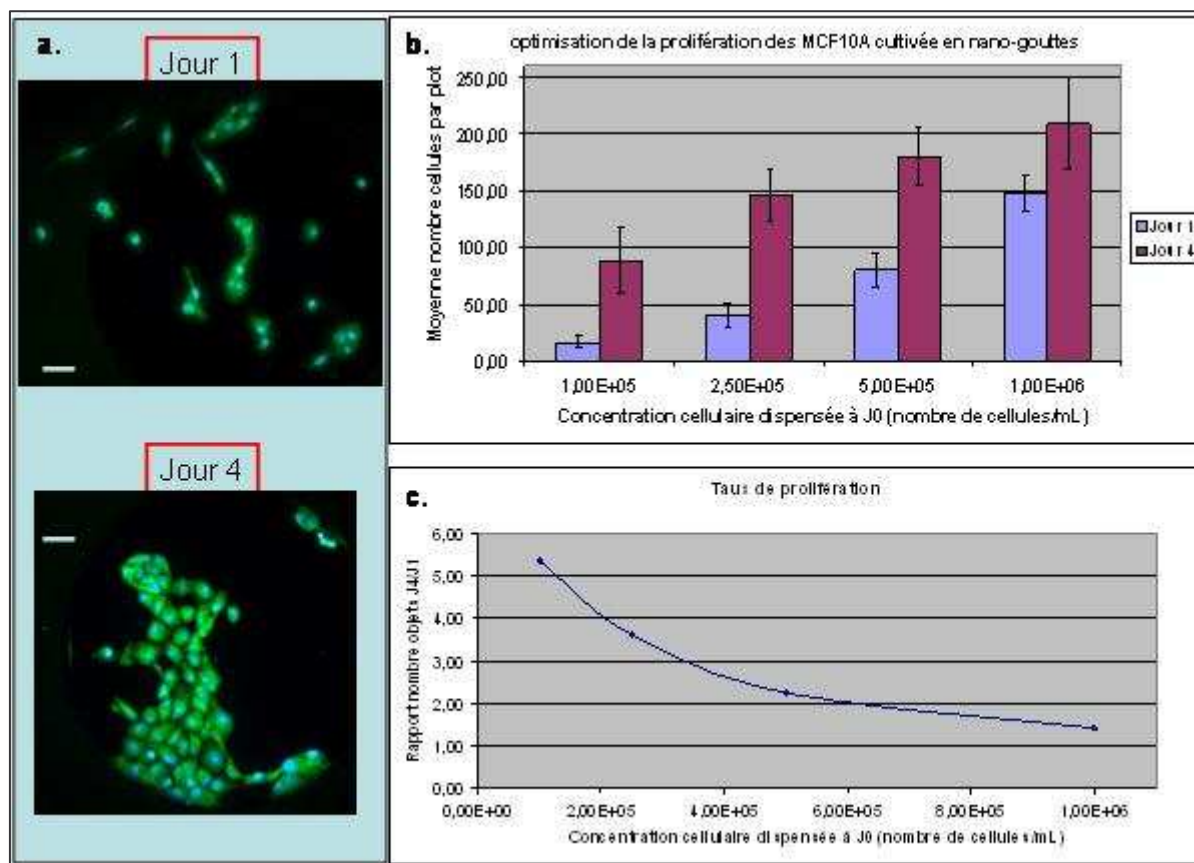 a.
Jour 1
Jour 4
b.
optimisation de la prolifération des MCF10A cultivée en nano-gouttes
Moyenne nombre cellules par plot
250,00
200,00
150,00
100,00
50,00
0,00
1,00E+05 2,50E+05 5,00E+05 1,00E+06
Concentration cellulaire dispensée à J0 (nombre de cellules/mL)
Jour 1
Jour 4
c.
Taus de prolifération
Rapport nombre objets J4/J1
6,00
5,00
4,00
3,00
2,00
1,00
0,00
0,00E+00 2,00E+05 4,00E+05 6,00E+05 8,00E+05 1,00E+06
Concentration cellulaire dispensée à J0 (nombre de cellules/mL)